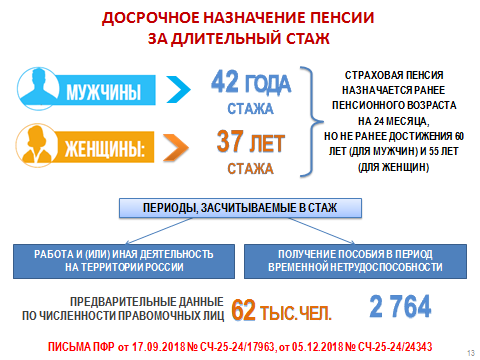 ДОСРОЧНОЕ НАЗНАЧЕНИЕ ПЕНСИИ
ЗА ДЛИТЕЛЬНЫЙ СТАЖ
МУЖЧИНЫ
42 ГОДА
СТАЖА
ЖЕНЩИНЫ:
37 ЛЕТ
СТАЖА
СТРАХОВАЯ ПЕНСИЯ
НАЗНАЧАЕТСЯ РАНЕЕ
ПЕНСИОННОГО ВОЗРАСТА
НА 24 МЕСЯЦА,
НО НЕ РАНЕЕ ДОСТИЖЕНИЯ 60
ЛЕТ (ДЛЯ МУЖЧИН) И 55 ЛЕТ
(ДЛЯ ЖЕНЩИН)
ПЕРИОДЫ, ЗАСЧИТЫВАЕМЫЕ В СТАЖ
РАБОТА И (ИЛИ) ИНАЯ ДЕЯТЕЛЬНОСТЬ
НА ТЕРРИТОРИИ РОССИИ
ПОЛУЧЕНИЕ ПОСОБИЯ В ПЕРИОД
ВРЕМЕННОЙ НЕТРУДОСПОСОБНОСТИ
ПРЕДВАРИТЕЛЬНЫЕ ДАННЫЕ
ПО ЧИСЛЕННОСТИ ПРАВОМОЧНЫХ ЛИЦ
62 ТЫС.ЧЕЛ.
2 764
ПИСЬМА ПФР от 17.09.2018 № СЧ-25-24/17963, от 05.12.2018 № СЧ-25-24/24343
13